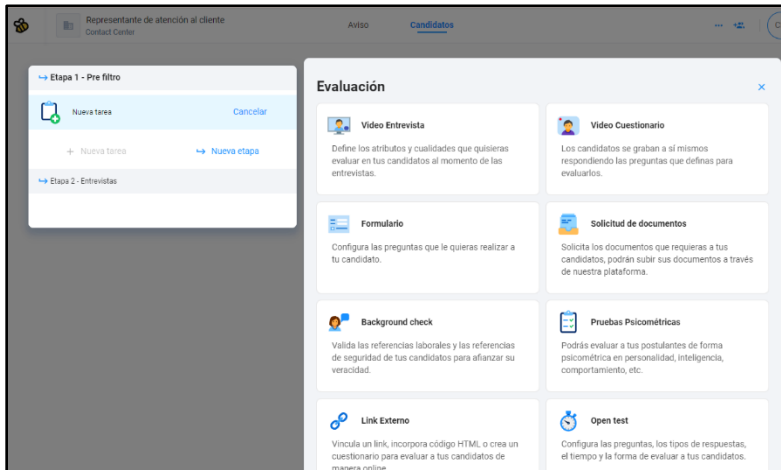 Representante de atención al cliente
Contact Center
Aviso
Candidatos
Etapa 1 - Pre filtro
Nueva tarea
Cancelar
+ Nueva tarea
Nueva etapa
Etapa 2 - Entrevistas
Evaluación
Video Entrevista
Define los atributos y cualidades que quisieras
evaluar en tus candidatos al momento de las
entrevistas.
Video Cuestionario
Los candidatos se graban a sí mismos
respondiendo las preguntas que definas para
evaluarlos.
Formulario
Configura las preguntas que le quieras realizar a
tu candidato.
Solicitud de documentos
Solicita los documentos que requieras a tus
candidatos, podrán subir sus documentos a través
de nuestra plataforma.
Background check
Valida las referencias laborales y las referencias
de seguridad de tus candidatos para afianzar su
veracidad.
Pruebas Psicométricas
Podrás evaluar a tus postulantes de forma
psicométrica en personalidad, inteligencia,
comportamiento, etc.
Link Externo
Vincula un link, incorpora código HTML o crea un
cuestionario para evaluar a tus candidatos de
manera online.
Open test
Configura las preguntas, los tipos de respuestas,
el tiempo y la forma de evaluar a tus candidatos.